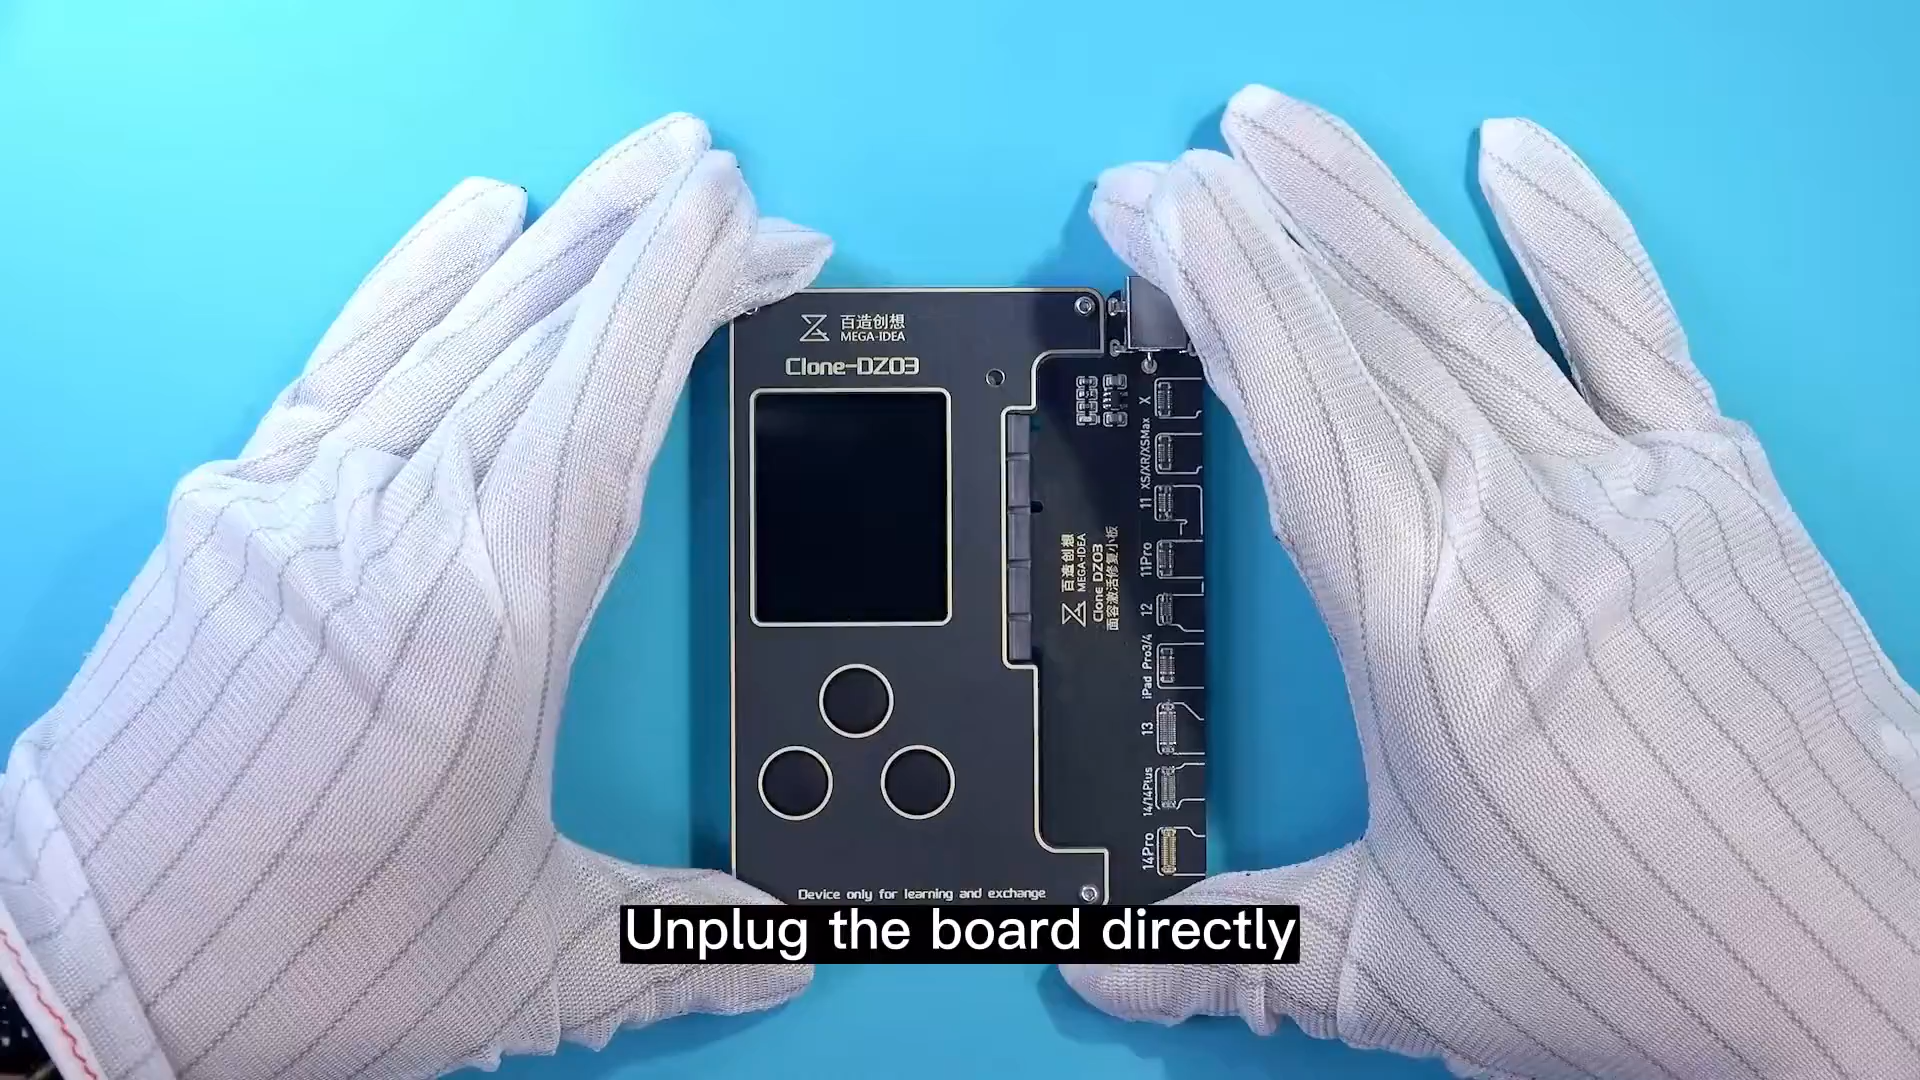 百造创想
MEGA-IDEA
Clone-DZ03
X
XS/XR/XSMax
11
11Pro
12
iPad Pro3/4
13
14/14Plus
14Pro
百造创想
MEGA-IDEA
Clone DZ03
面容激活修复小板
Device only for learning and exchange
Unplug the board directly